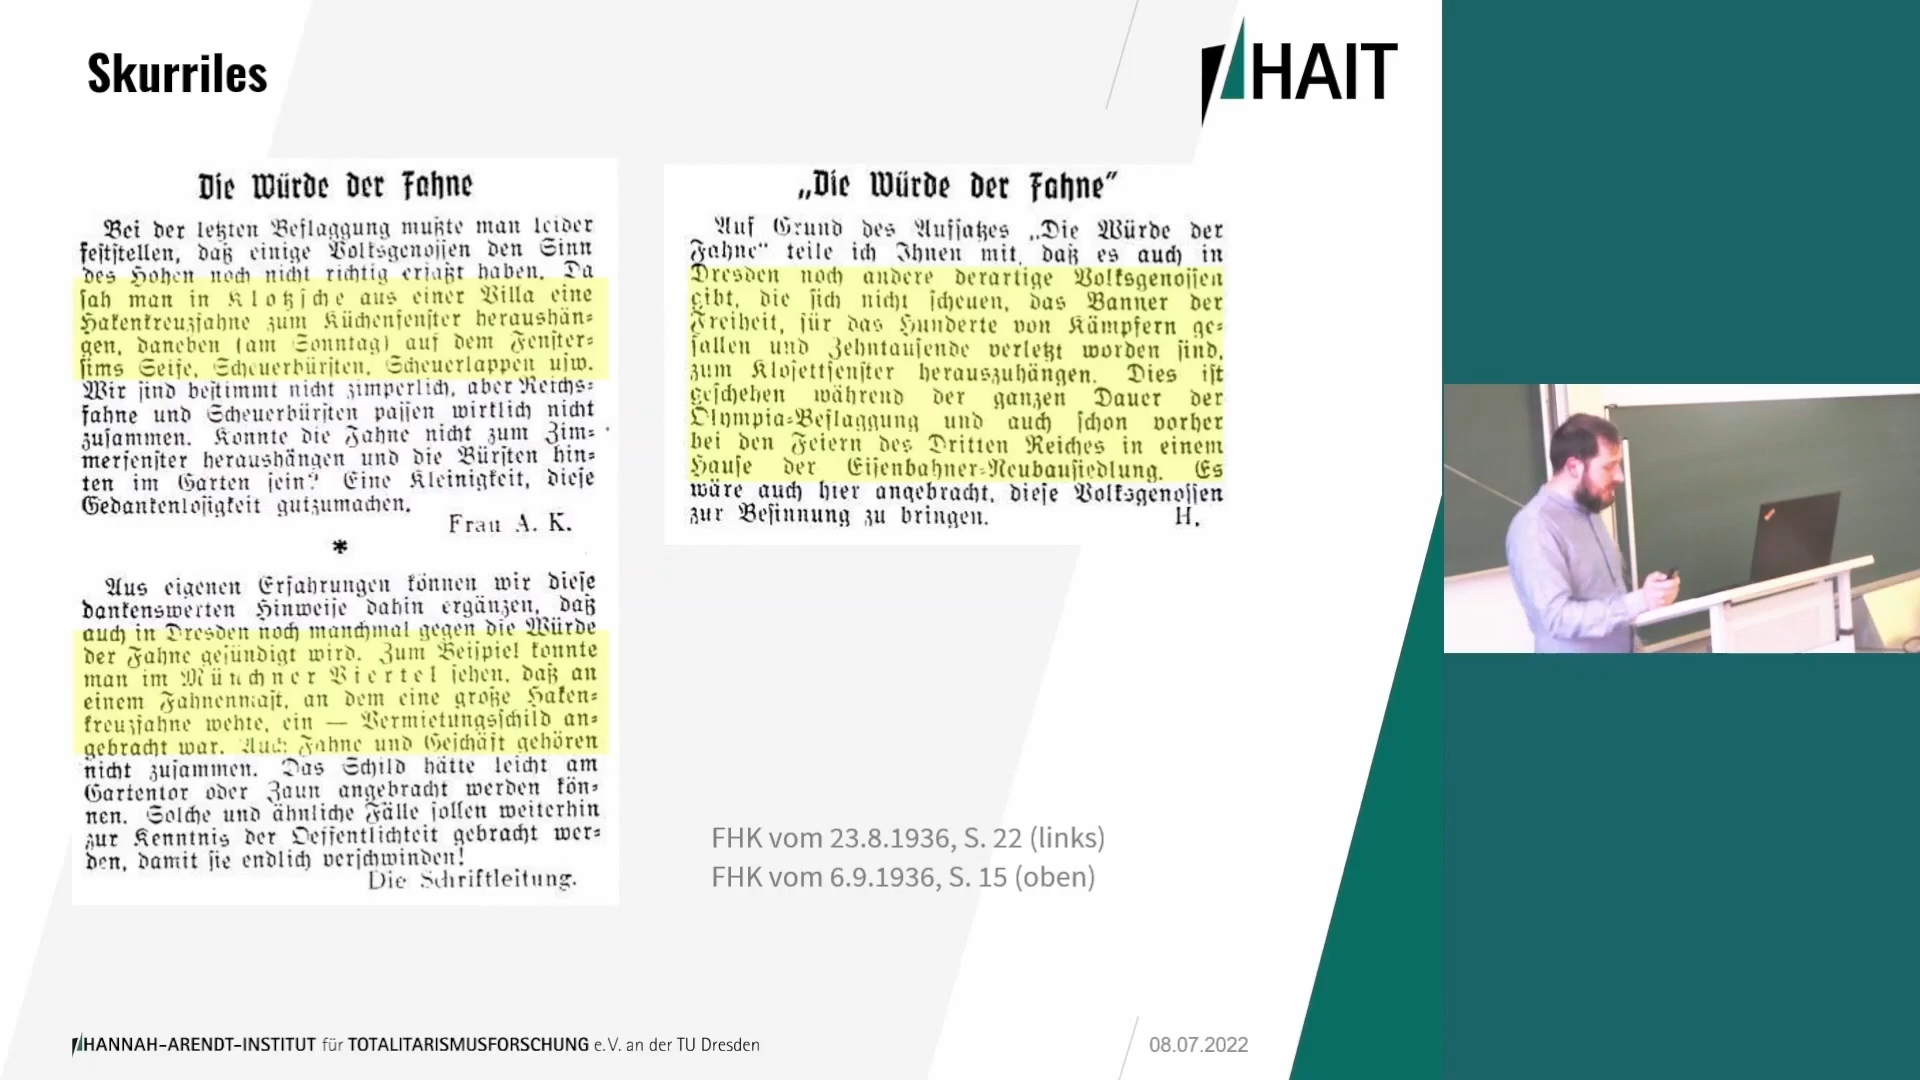 Skurriles
HAIT
Die Würde der Fahne
Bei der letzten Beflaggung mußte man leider
feststellen, daß einige Volksgenossen den Sinn
des Hohen noch nicht richtig erfaßt haben. Da
sah man in Klotzsche aus einer Villa eine
Hakenkreuzfahne zum Küchenfenster heraushän-
gen, daneben (am Sonntag) auf dem Fenster-
sims Seife, Scheuerbürsten, Scheuerlappen usw.
Wir sind bestimmt nicht zimperlich, aber Reichs-
fahne und Scheuerbürsten passen wirklich nicht
zusammen. Konnte die Fahne nicht zum Zim-
merfenster heraushängen und die Bürsten hin-
ten im Garten sein? Eine Kleinigkeit, diese
Gedankenlosigkeit gutzumachen.
Frau A. K.
*
Aus eigenen Erfahrungen können wir diese
dankenswerten Hinweise dahin ergänzen, daß
auch in Dresden noch manchmal gegen die Würde
der Fahne gesündigt wird. Zum Beispiel konnte
man im Münchner Viertel sehen, daß an
einem Fahnenmast, an dem eine große Haken-
kreuzfahne wehte, ein — Vermietungsschild an-
gebracht war. Auch Fahne und Geschäft gehören
nicht zusammen. Das Schild hätte leicht am
Gartentor oder Zaun angebracht werden kön-
nen. Solche und ähnliche Fälle sollen weiterhin
zur Kenntnis der Oeffentlichkeit gebracht wer-
den, damit sie endlich verschwinden!
Die Schriftleitung.
„Die Würde der Fahne"
Auf Grund des Aufsatzes „Die Würde der
Fahne" teile ich Ihnen mit, daß es auch in
Dresden noch andere derartige Volksgenossen
gibt, die sich nicht scheuen, das Banner der
Freiheit, für das Hunderte von Kämpfern ge-
fallen und Zehntausende verletzt worden sind,
zum Klosettfenster herauszuhängen. Dies ist
geschehen während der ganzen Dauer der
Olympia-Beflaggung und auch schon vorher
bei den Feiern des Dritten Reiches in einem
Hause der Eisenbahner-Neubausiedlung. Es
wäre auch hier angebracht, diese Volksgenossen
zur Besinnung zu bringen. H.
FHK vom 23.8.1936, S. 22 (links)
FHK vom 6.9.1936, S. 15 (oben)
HANNAH-ARENDT-INSTITUT für TOTALITARISMUSFORSCHUNG e.V. an der TU Dresden
08.07.2022